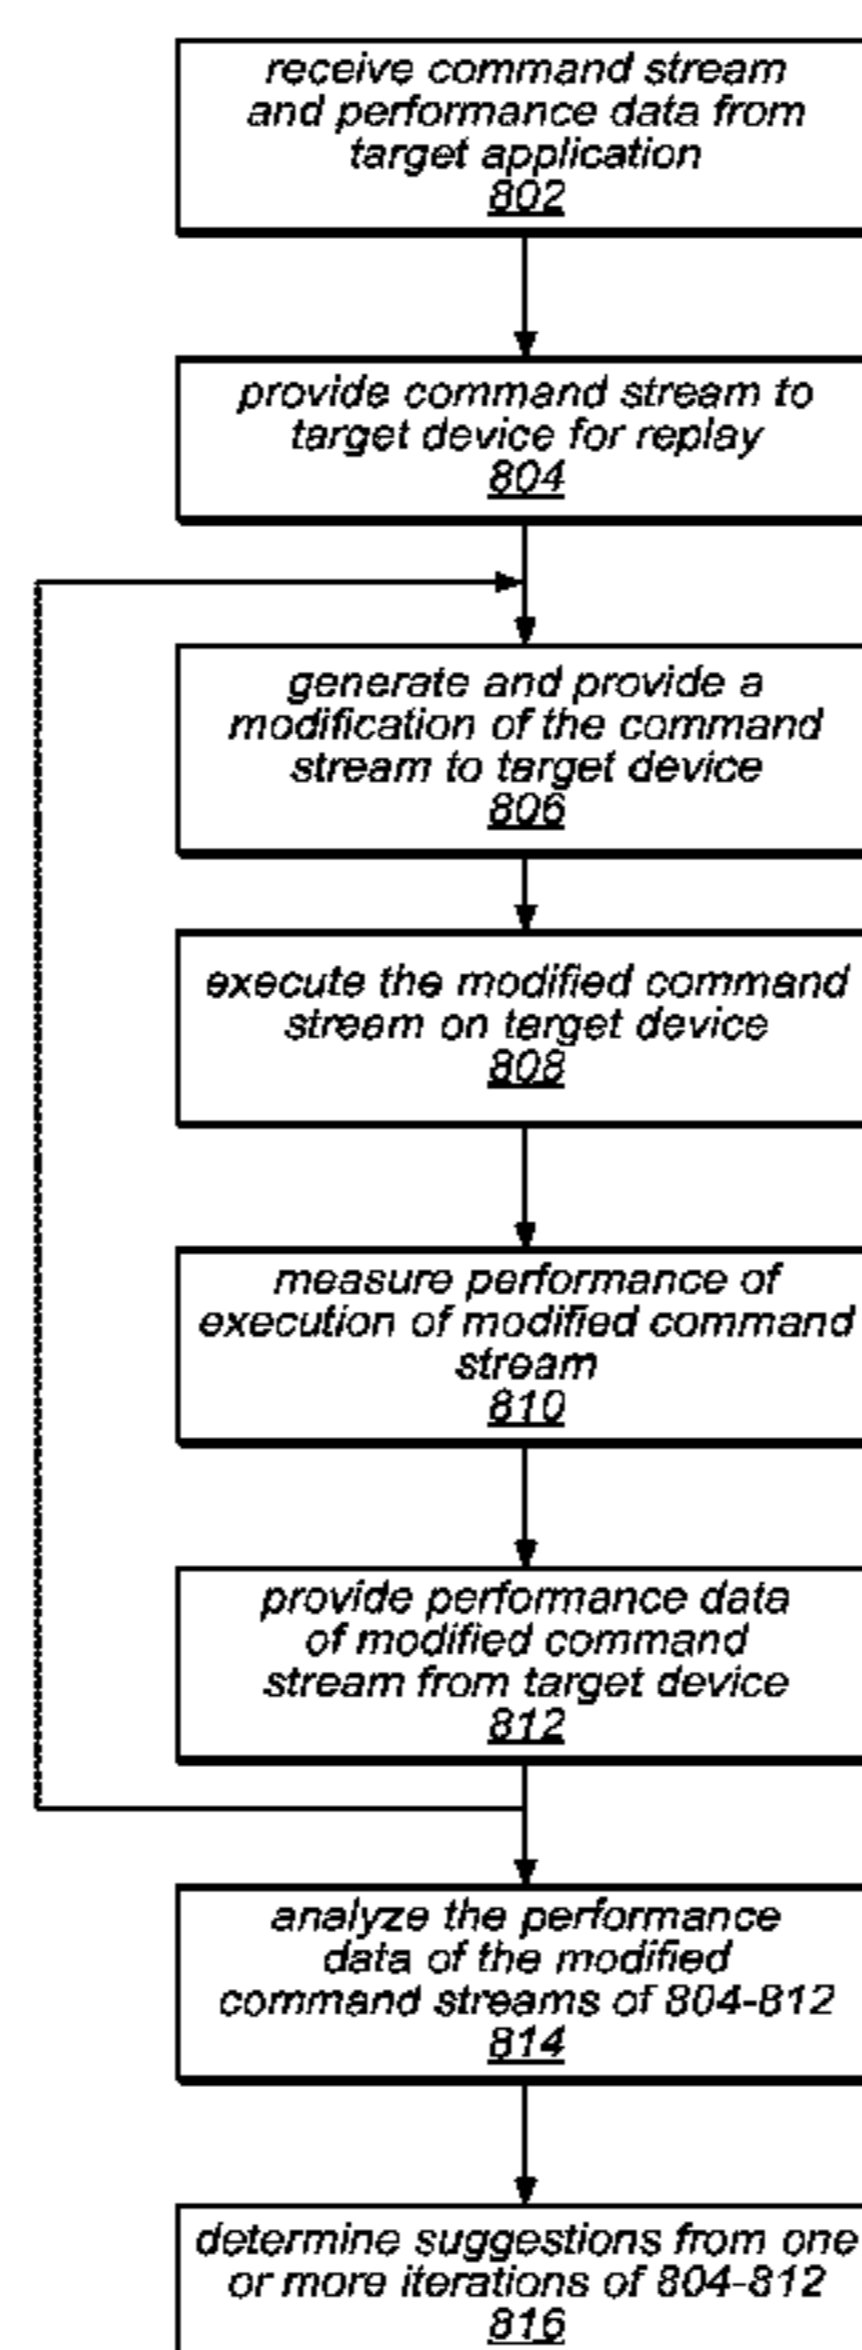 receive command stream
and performance data from
target application
802
provide command stream to
target device for replay
804
generate and provide a
modification of the command
stream to target device
806
execute the modified command
stream on target device
808
measure performance of
execution of modified command
stream
810
provide performance data
of modified command
stream from target device
812
analyze the performance
data of the modified
command streams of 804-812
814
determine suggestions from one
or more iterations of 804-812
816